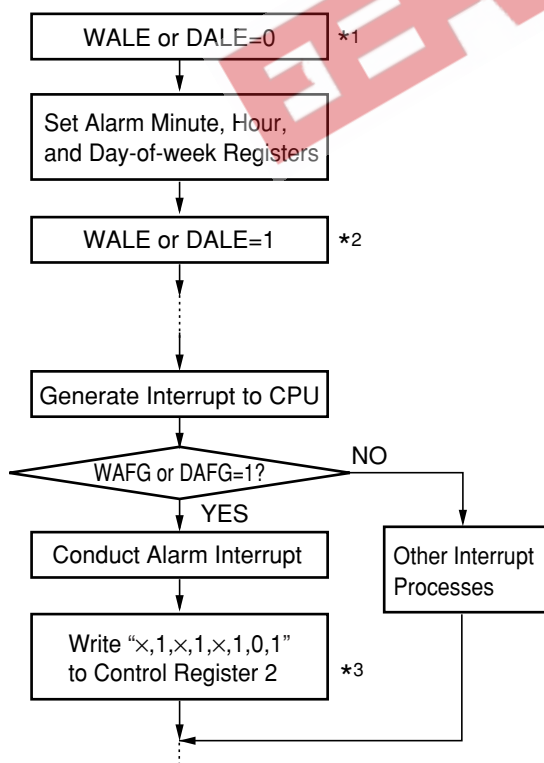 WALE or DALE=0 *1
Set Alarm Minute, Hour,
and Day-of-week Registers
WALE or DALE=1 *2
Generate Interrupt to CPU
WAFG or DAFG=1?
NO
YES
Conduct Alarm Interrupt
Other Interrupt
Processes
Write “×,1,×,1,×,1,0,1”
to Control Register 2 *3